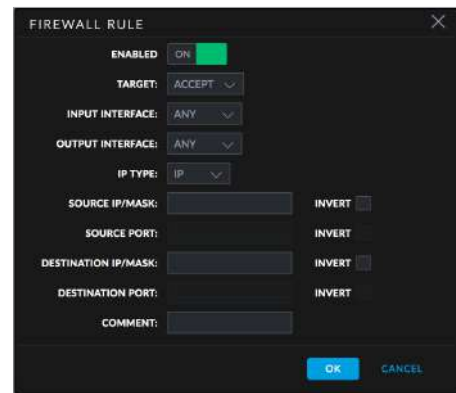 FIREWALL RULE
ENABLED ON
TARGET: ACCEPT
INPUT INTERFACE: ANY
OUTPUT INTERFACE: ANY
IP TYPE: IP
SOURCE IP/MASK: INVERT
SOURCE PORT: INVERT
DESTINATION IP/MASK: INVERT
DESTINATION PORT: INVERT
COMMENT:
OK CANCEL